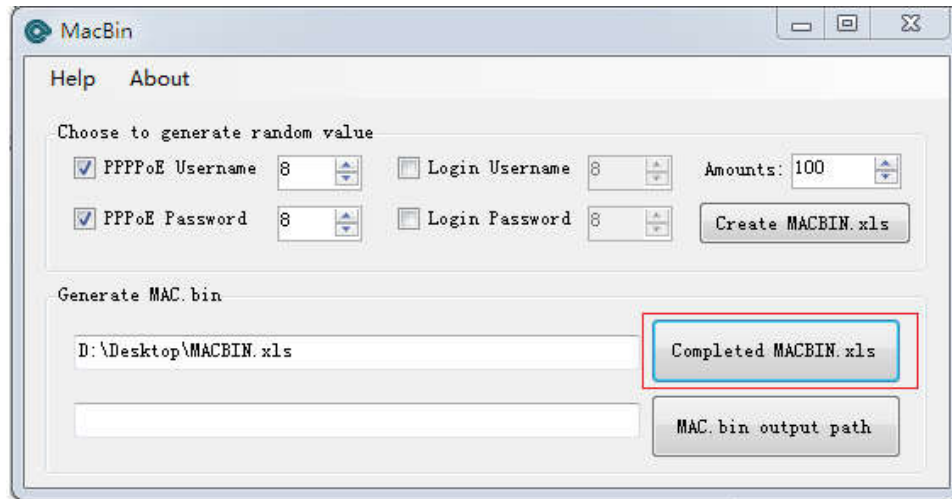 MacBin
Help About
Choose to generate random value
PPPPoE Username 8 Login Username 8 Amounts: 100
PPPoE Password 8 Login Password 8 Create MACBIN.xls
Generate MAC.bin
D:\Desktop\MACBIN.xls Completed MACBIN.xls
MAC.bin output path